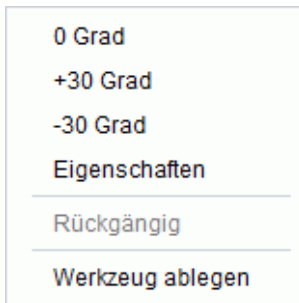 0 Grad
+30 Grad
-30 Grad
Eigenschaften
Rückgängig
Werkzeug ablegen